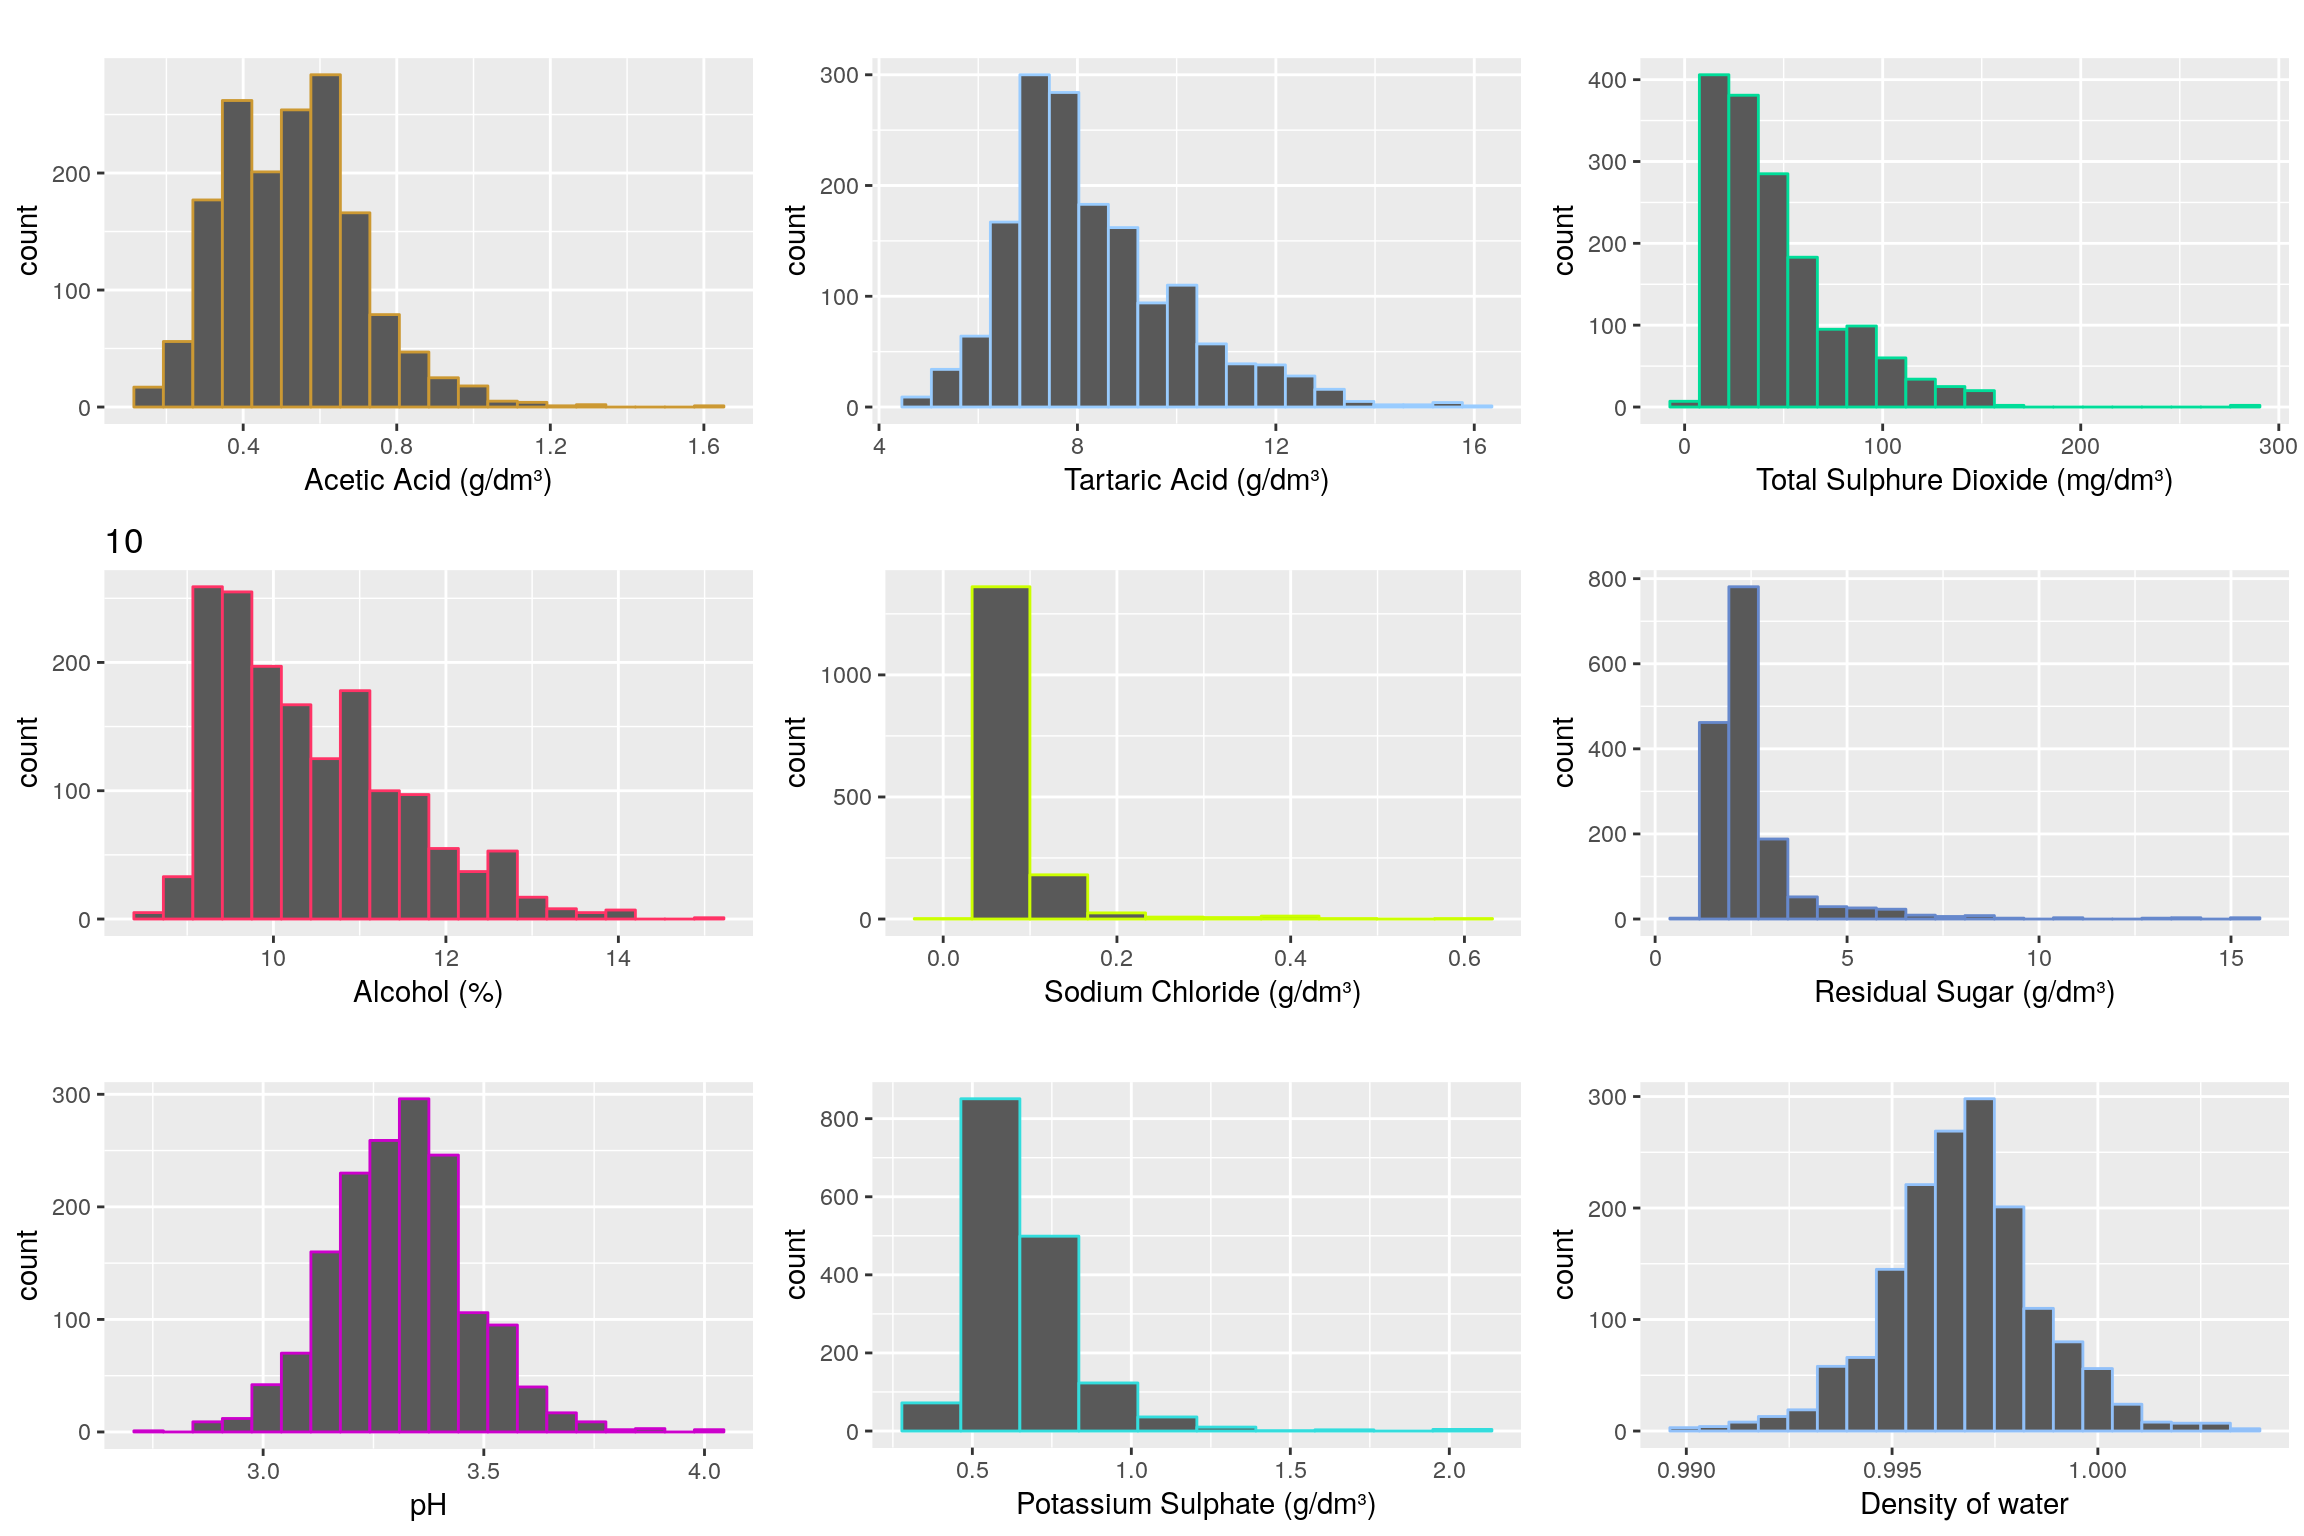 count
200
100
0
0.4 0.8 1.2 1.6
Acetic Acid (g/dm³)
count
300
200
100
0
4 8 12 16
Tartaric Acid (g/dm³)
count
400
300
200
100
0
0 100 200 300
Total Sulphure Dioxide (mg/dm³)
10
count
200
100
0
10 12 14
Alcohol (%)
count
1000
500
0
0.0 0.2 0.4 0.6
Sodium Chloride (g/dm³)
count
800
600
400
200
0
0 5 10 15
Residual Sugar (g/dm³)
count
300
200
100
0
3.0 3.5 4.0
pH
count
800
600
400
200
0
0.5 1.0 1.5 2.0
Potassium Sulphate (g/dm³)
count
300
200
100
0
0.990 0.995 1.000
Density of water